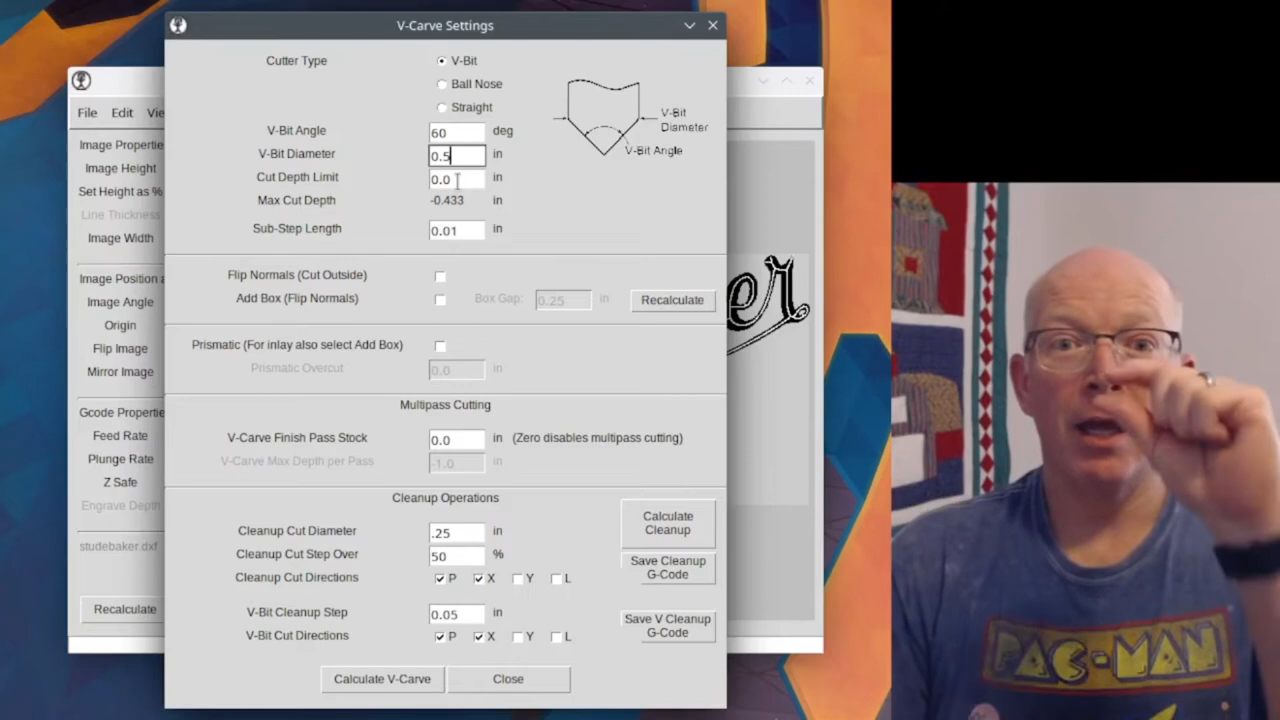 V-Carve Settings
Cutter Type
V-Bit
Ball Nose
Straight
V-Bit
Diameter
V-Bit Angle
V-Bit Angle 60 deg
V-Bit Diameter 0.5 in
Cut Depth Limit 0.0 in
Max Cut Depth -0.433 in
Sub-Step Length 0.01 in
Flip Normals (Cut Outside)
Add Box (Flip Normals) Box Gap: 0.25 in Recalculate
Prismatic (For inlay also select Add Box)
Prismatic Overcut 0.0 in
Multipass Cutting
V-Carve Finish Pass Stock 0.0 in (Zero disables multipass cutting)
V-Carve Max Depth per Pass -1.0 in
Cleanup Operations
Calculate
Cleanup
Cleanup Cut Diameter .25 in
Cleanup Cut Step Over 50 %
Save Cleanup
G-Code
Cleanup Cut Directions P X Y L
V-Bit Cleanup Step 0.05 in
Save V Cleanup
G-Code
V-Bit Cut Directions P X Y L
Calculate V-Carve Close
File Edit Vie
Image Propertie
Image Height
Set Height as %
Line Thickness
Image Width
Image Position a
Image Angle
Origin
Flip Image
Mirror Image
Gcode Propertie
Feed Rate
Plunge Rate
Z Safe
Engrave Depth
studebaker.dxf
Recalculate
er
PAC-MAN